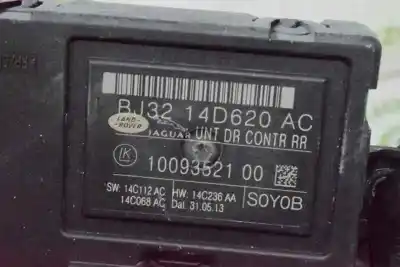 BJ32 14D620 AC
LAND-
ROVER
JAGUAR UNT DR CONTR RR
K 10093521 00
SW: 14C112 AC HW: 14C236 AA
14C068 AC Dat. 31.05.13 S0Y0B